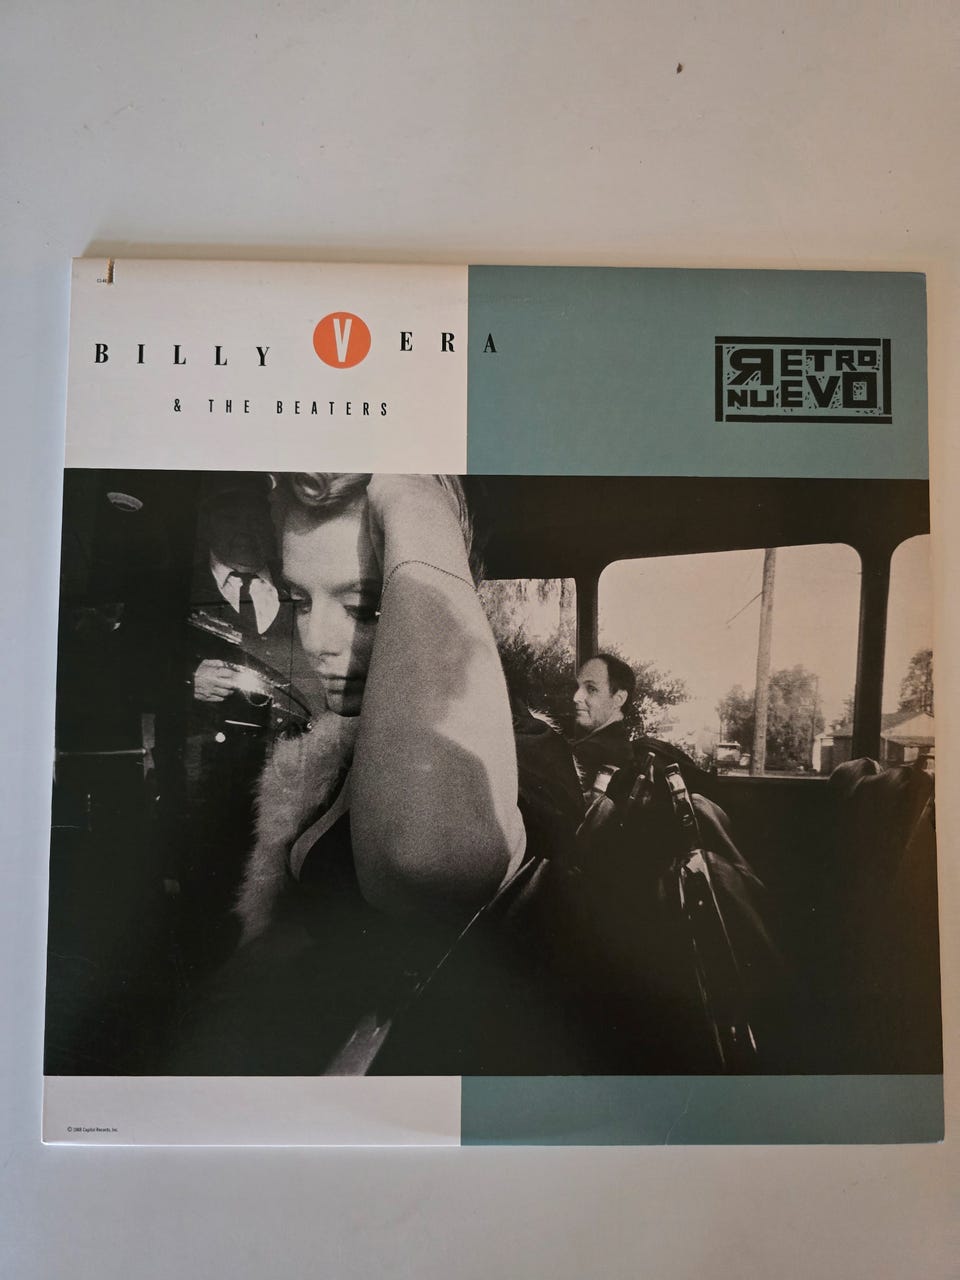 BILLY VERA
& THE BEATERS
RETRO
NUEVO
© 1988 Capitol Records, Inc.